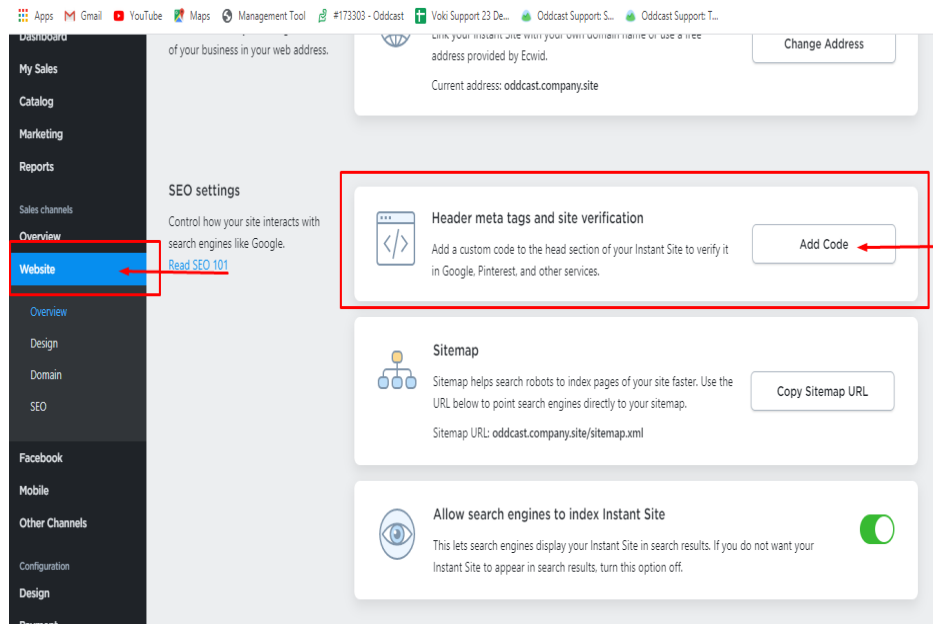 Apps Gmail YouTube Maps Management Tool #173303 - Oddcast Voki Support 23 De... Oddcast Support: S... Oddcast Support: T...
Dashboard
My Sales
Catalog
Marketing
Reports
Sales channels
Overview
Website
Overview
Design
Domain
SEO
Facebook
Mobile
Other Channels
Configuration
Design
Payment
of your business in your web address.
Link your Instant Site with your own domain name or use a free
address provided by Ecwid.
Current address: oddcast.company.site
Change Address
SEO settings
Control how your site interacts with
search engines like Google.
Read SEO 101
Header meta tags and site verification
Add a custom code to the head section of your Instant Site to verify it
in Google, Pinterest, and other services.
Add Code
Sitemap
Sitemap helps search robots to index pages of your site faster. Use the
URL below to point search engines directly to your sitemap.
Sitemap URL: oddcast.company.site/sitemap.xml
Copy Sitemap URL
Allow search engines to index Instant Site
This lets search engines display your Instant Site in search results. If you do not want your
Instant Site to appear in search results, turn this option off.